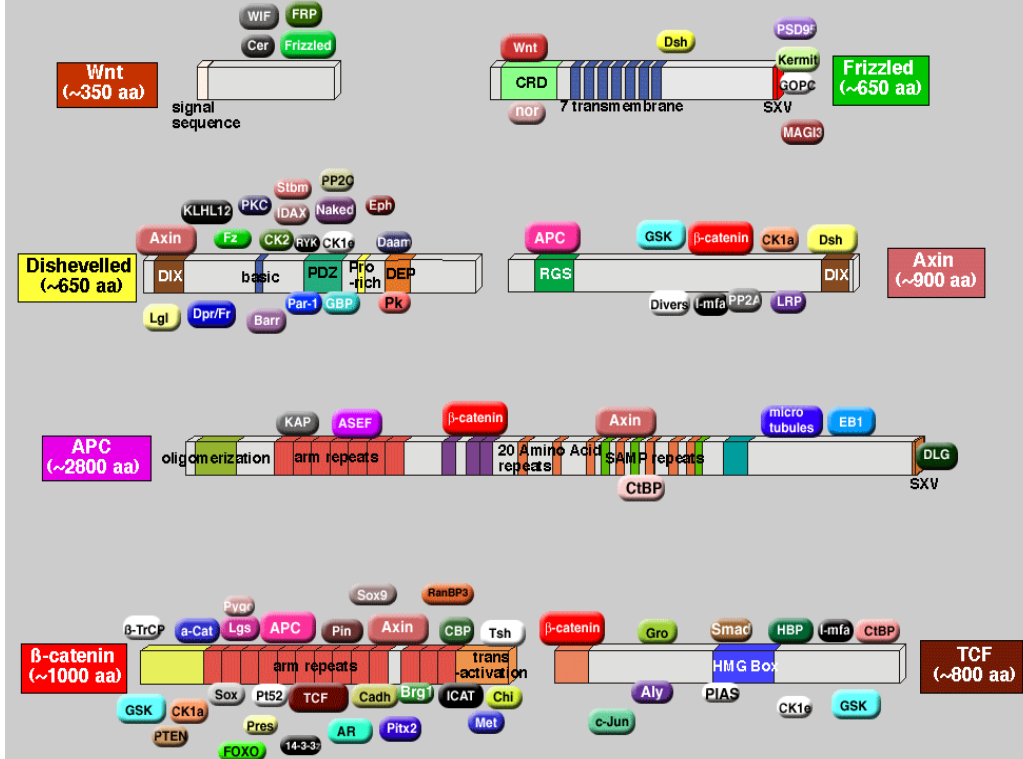 WIF
FRP
Cer
Frizzled
Wnt
(~350 aa)
signal
sequence
Wnt
Dsh
Kermit
GOPC
CRD
nor
7 transmembrane
SXV
MAGI3
Frizzled
(~650 aa)
Stbm
PP2C
KLHL12
PKC
IDAX
Naked
Eph
Axin
Fz
CK2
RYK
CK1e
Daam
Dishevelled
(~650 aa)
DIX
basic
PDZ
Pro
-rich
DEP
Lgl
Dpr/Fr
Barr
Par-1
GBP
Pk
APC
GSK
β-catenin
CK1a
Dsh
RGS
DIX
Axin
(~900 aa)
Divers
I-mfa
PP2A
LRP
KAP
ASEF
β-catenin
Axin
micro
tubules
EB1
APC
(~2800 aa)
oligomerization
arm repeats
20 Amino Acid
repeats
SAMP repeats
DLG
SXV
CtBP
Sox9
RanBP3
ß-TrCP
a-Cat
Lgs
APC
Pin
Axin
CBP
Tsh
ß-catenin
(~1000 aa)
arm repeats
trans
-activation
GSK
CK1a
Sox
Pt52
TCF
Cadh
Brg1
ICAT
Chi
PTEN
Pres
AR
Pitx2
Met
FOXO
β-catenin
Gro
Smad
HBP
I-mfa
CtBP
HMG Box
TCF
(~800 aa)
Aly
PIAS
CK1e
GSK
c-Jun